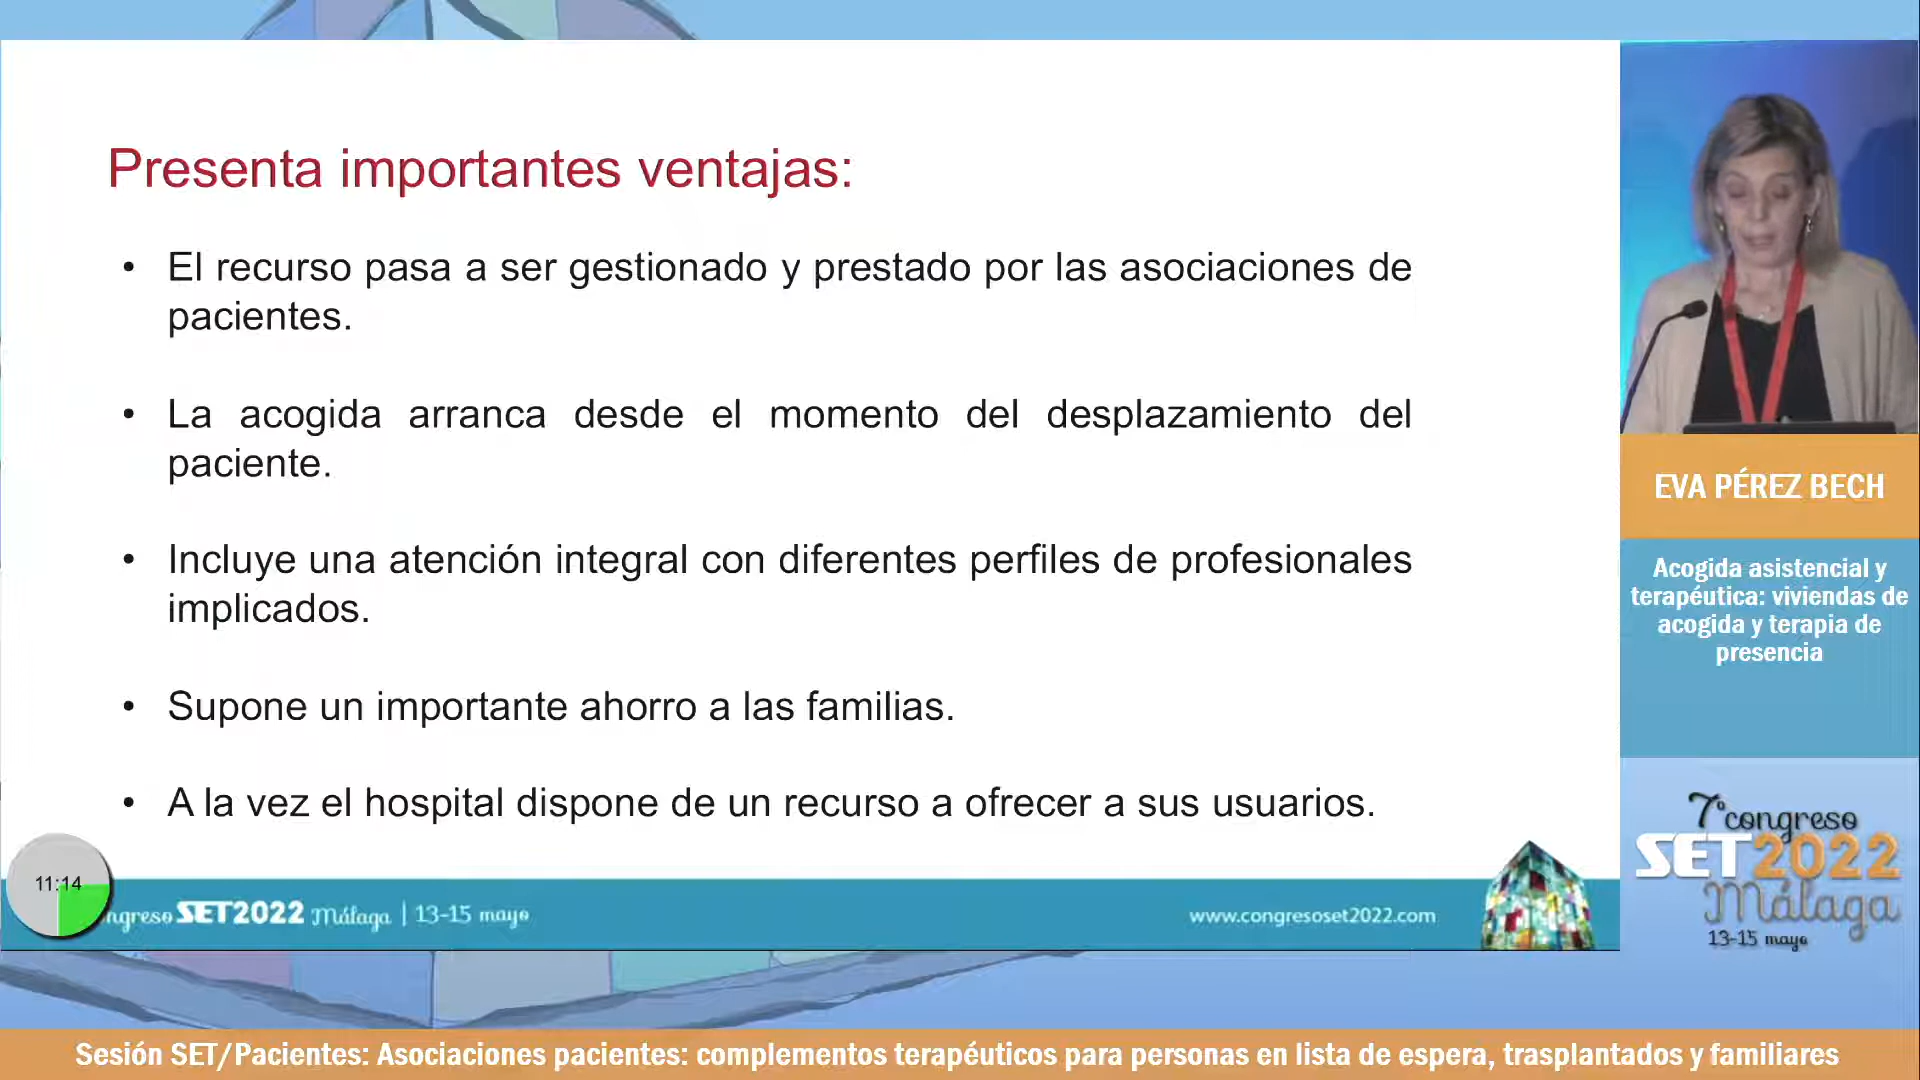 Presenta importantes ventajas:
• El recurso pasa a ser gestionado y prestado por las asociaciones de
pacientes.
• La acogida arranca desde el momento del desplazamiento del
paciente.
• Incluye una atención integral con diferentes perfiles de profesionales
implicados.
• Supone un importante ahorro a las familias.
• A la vez el hospital dispone de un recurso a ofrecer a sus usuarios.
11:14
ngreso SET2022 Málaga | 13-15 mayo
www.congresoset2022.com
EVA PÉREZ BECH
Acogida asistencial y
terapéutica: viviendas de
acogida y terapia de
presencia
7º congreso
SET2022
Málaga
13-15 mayo
Sesión SET/Pacientes: Asociaciones pacientes: complementos terapéuticos para personas en lista de espera, trasplantados y familiares